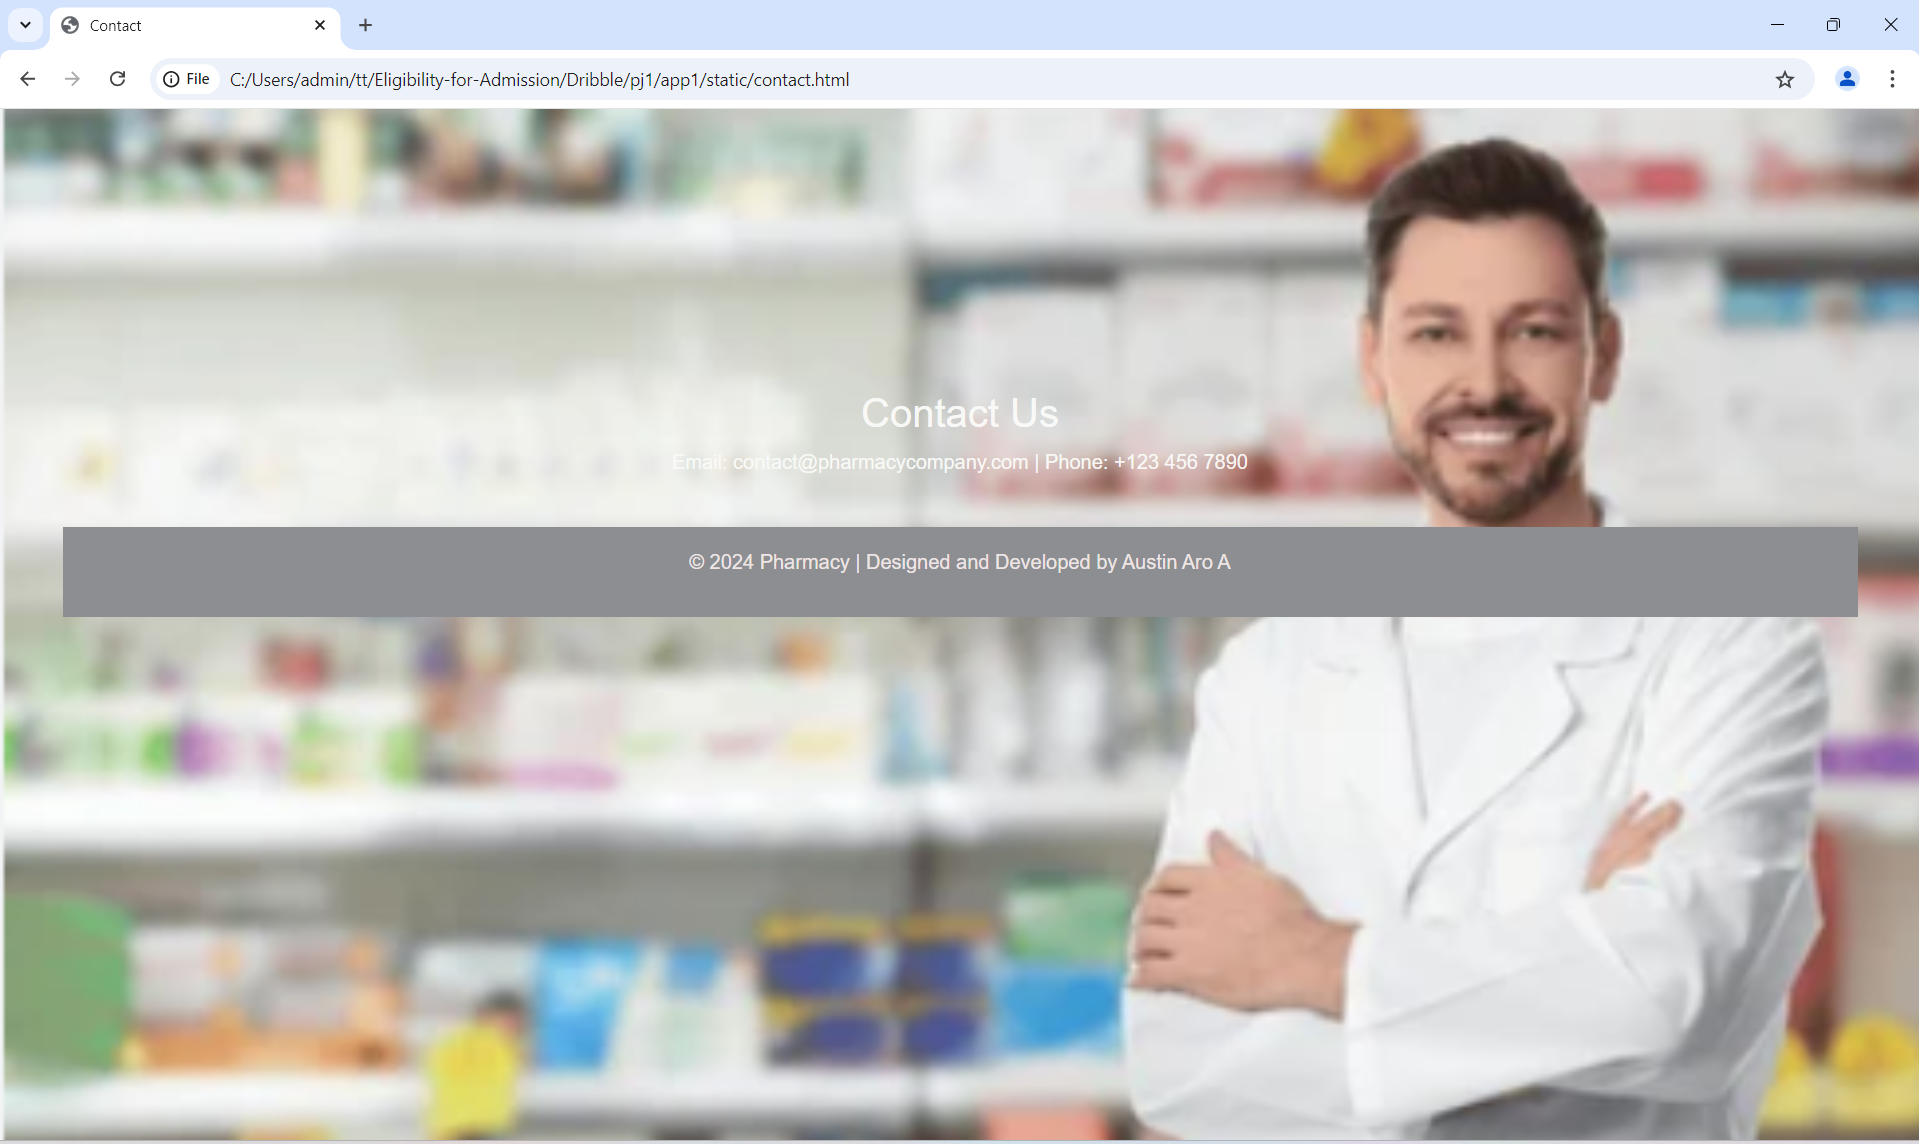 Contact
File
C:/Users/admin/tt/Eligibility-for-Admission/Dribble/pj1/app1/static/contact.html
Contact Us
Email: contact@pharmacycompany.com | Phone: +123 456 7890
© 2024 Pharmacy | Designed and Developed by Austin Aro A